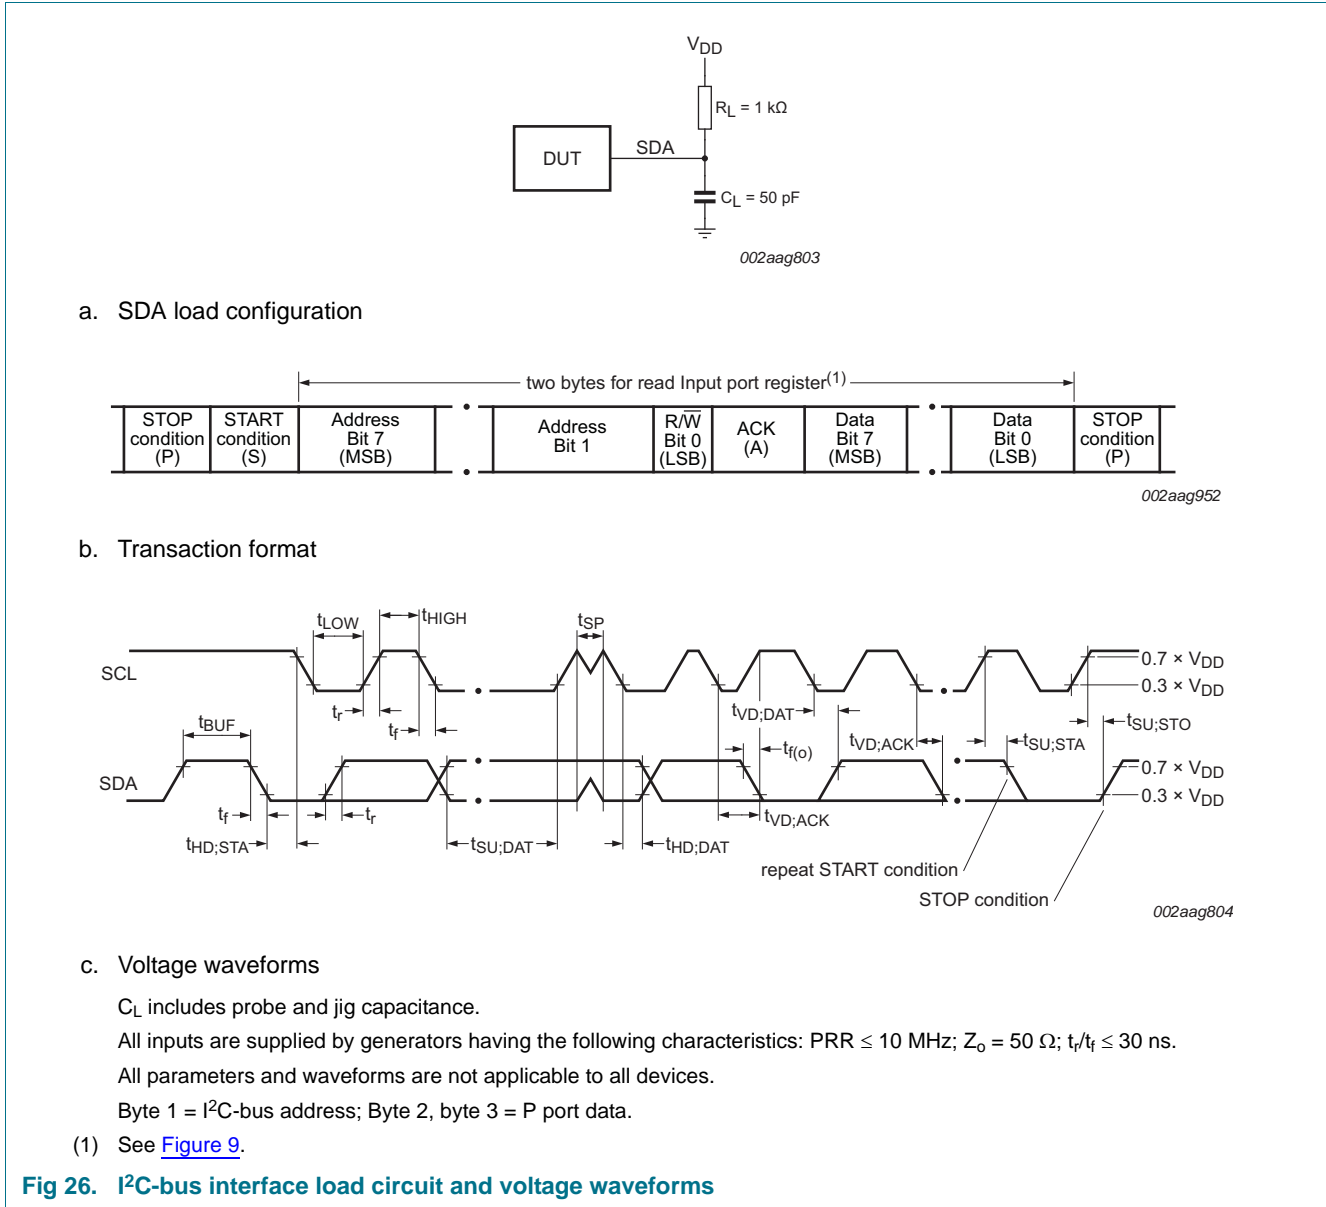 VDD
RL = 1 kΩ
DUT
SDA
CL = 50 pF
002aag803
a. SDA load configuration
two bytes for read Input port register(1)
STOP condition (P)
START condition (S)
Address Bit 7 (MSB)
Address Bit 1
R/W̅ Bit 0 (LSB)
ACK (A)
Data Bit 7 (MSB)
Data Bit 0 (LSB)
STOP condition (P)
002aag952
b. Transaction format
tLOW
tHIGH
tSP
SCL
0.7 × VDD
0.3 × VDD
tr
tf
tBUF
tVD;DAT
tf(o)
tVD;ACK
tSU;STA
tSU;STO
SDA
0.7 × VDD
0.3 × VDD
tf
tr
tHD;STA
tSU;DAT
tHD;DAT
tVD;ACK
repeat START condition
STOP condition
002aag804
c. Voltage waveforms
CL includes probe and jig capacitance.
All inputs are supplied by generators having the following characteristics: PRR ≤ 10 MHz; Zo = 50 Ω; tr/tf ≤ 30 ns.
All parameters and waveforms are not applicable to all devices.
Byte 1 = I²C-bus address; Byte 2, byte 3 = P port data.
(1) See Figure 9.
Fig 26. I²C-bus interface load circuit and voltage waveforms